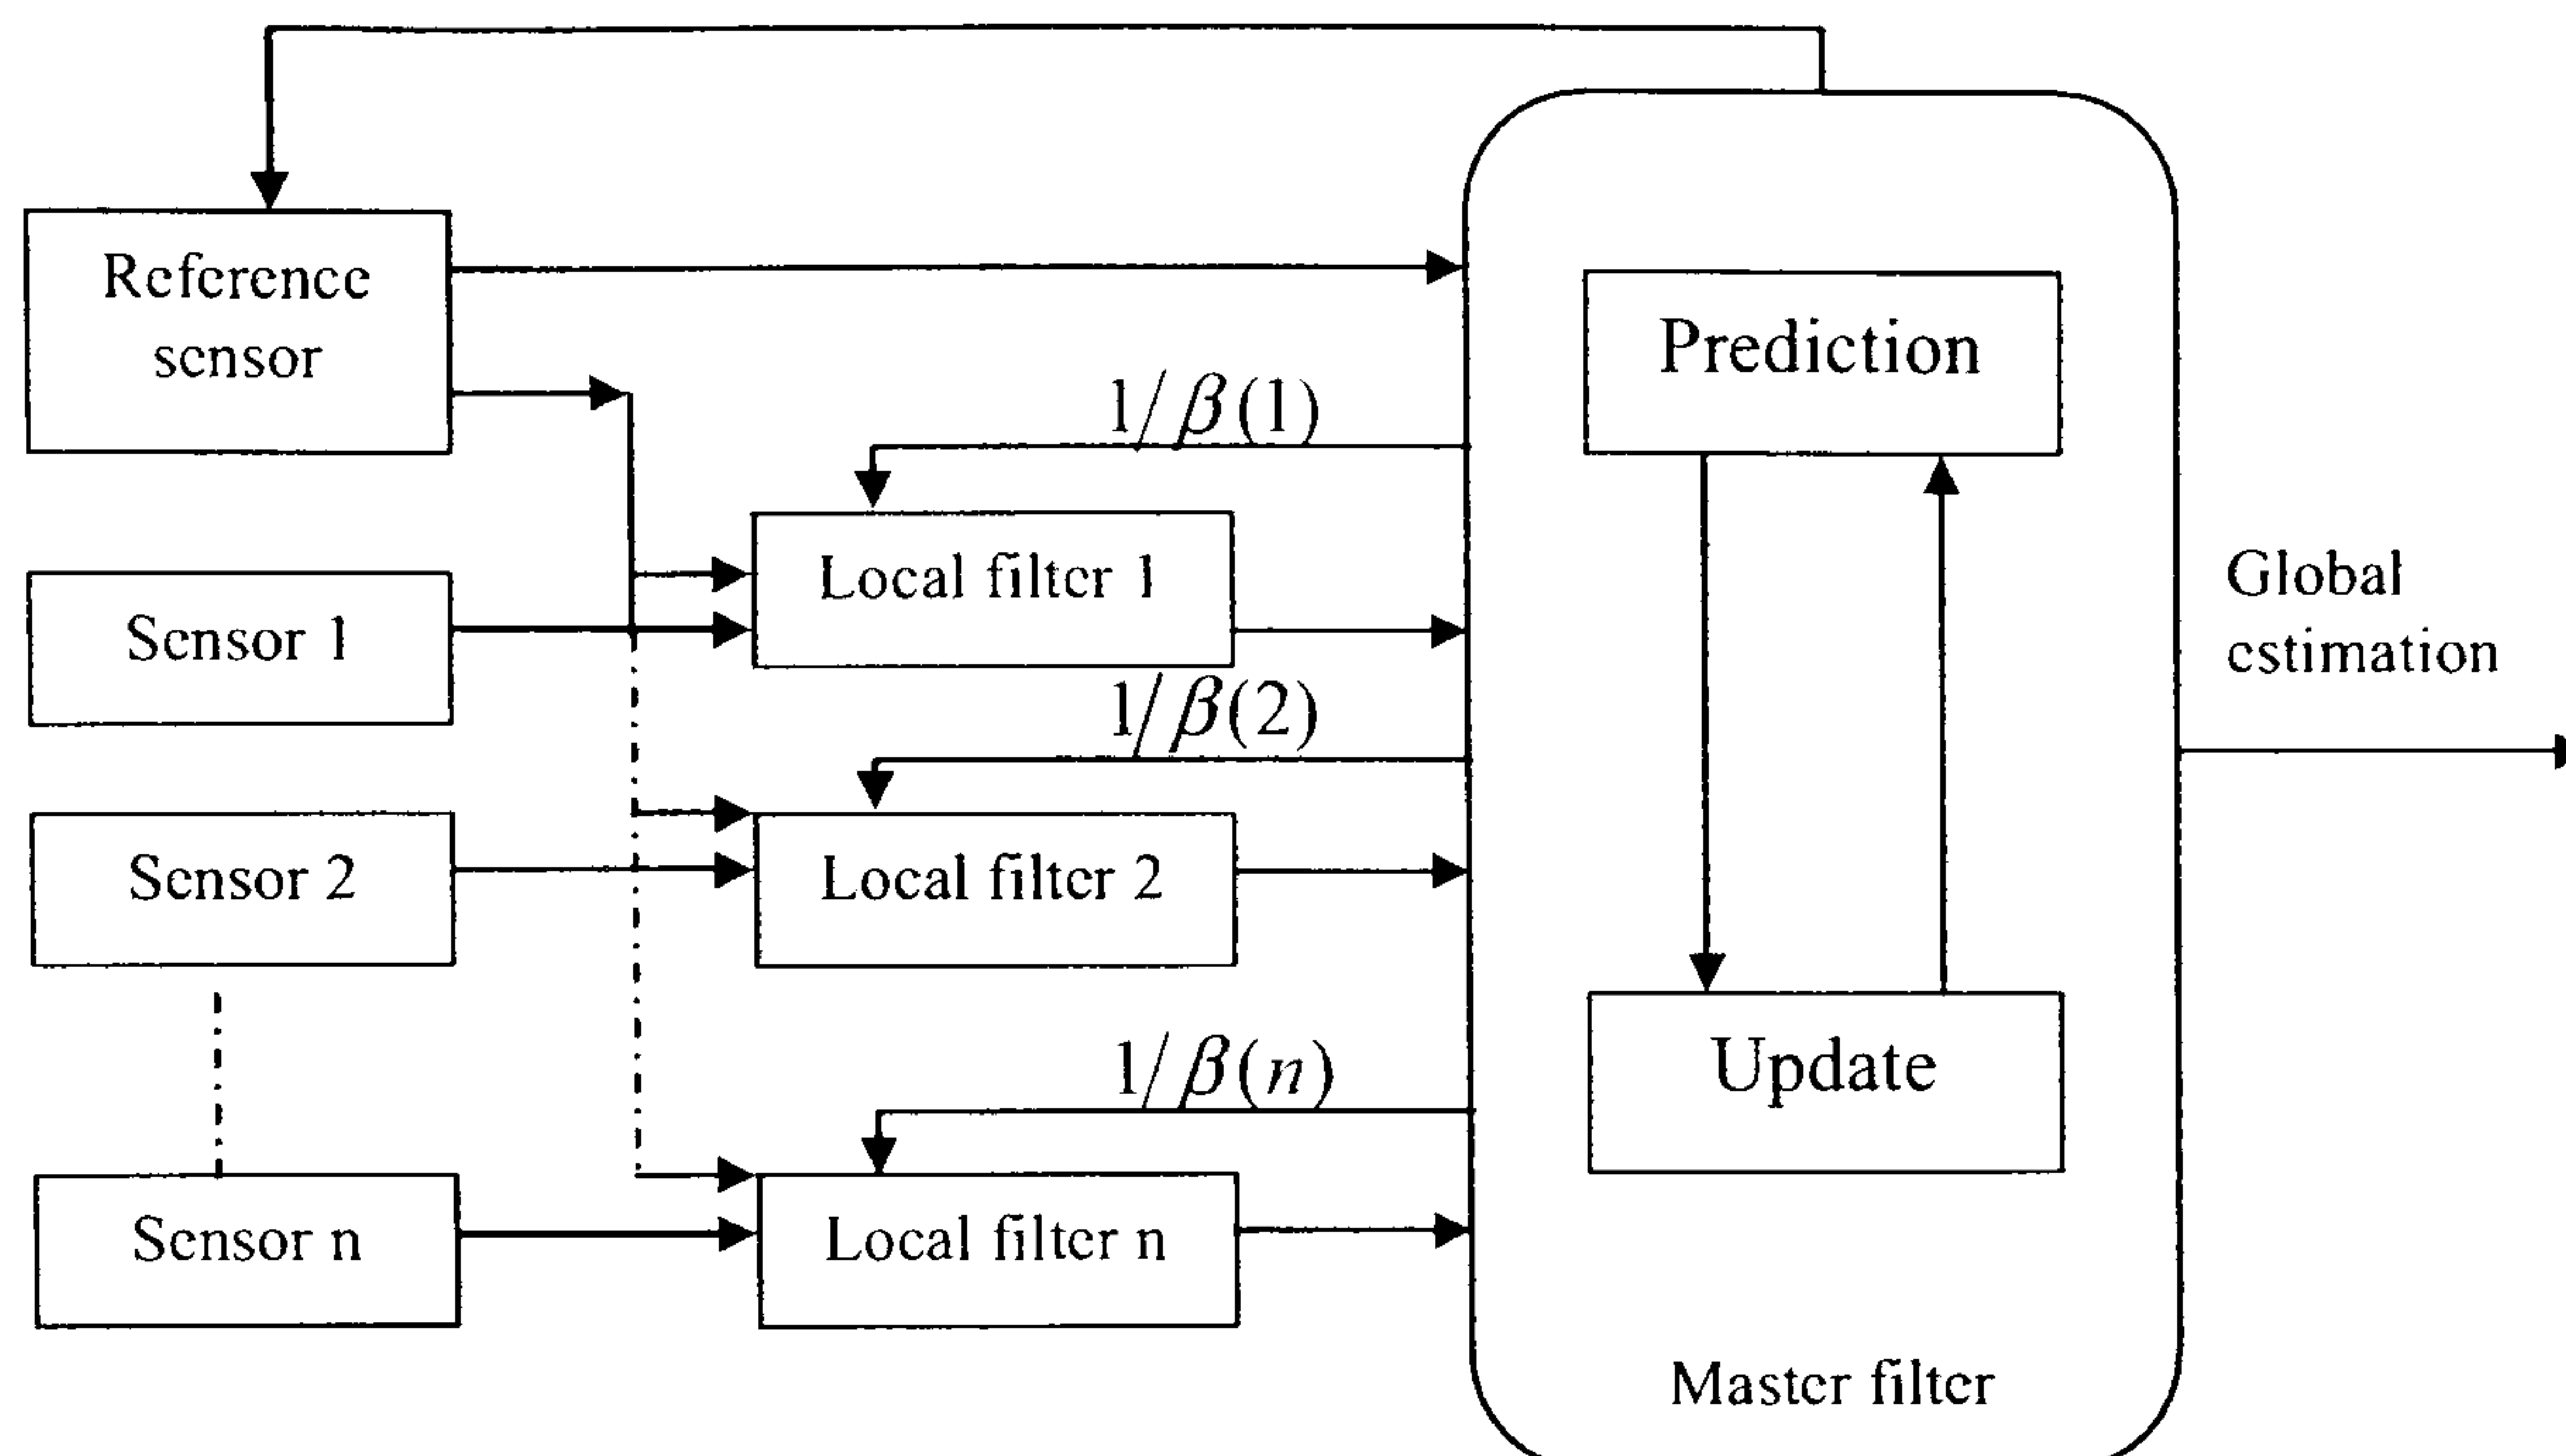 Reference
sensor
Prediction
1/β(1)
Local filter 1
Sensor 1
Global
estimation
1/β(2)
Sensor 2
Local filter 2
1/β(n)
Update
Sensor n
Local filter n
Master filter